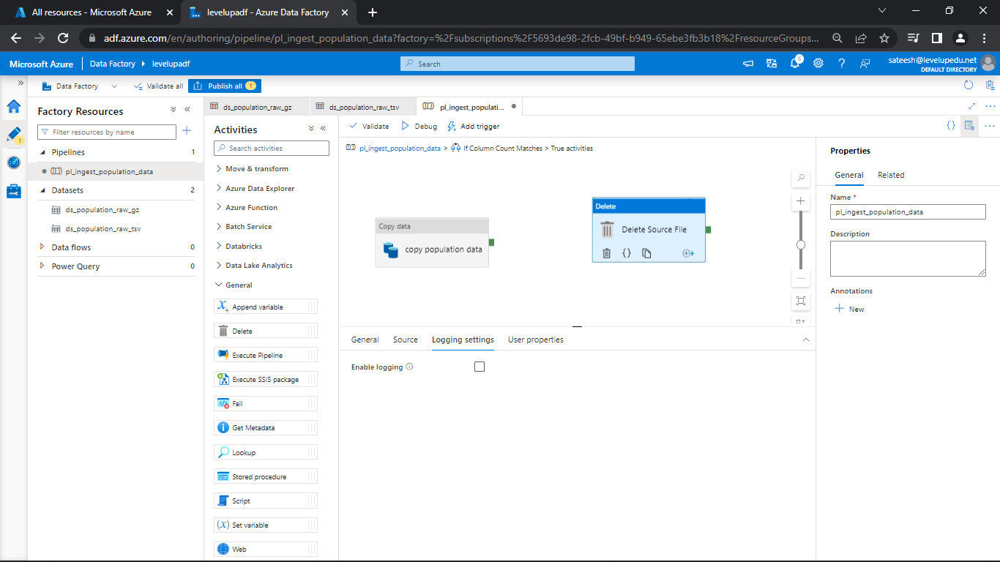 All resources - Microsoft Azure
levelupadf - Azure Data Factory
adf.azure.com/en/authoring/pipeline/pl_ingest_population_data?factory=%2Fsubscriptions%2F5693de98-2fcb-49bf-b949-65ebe3fb3b18%2FresourceGroups...
Microsoft Azure
Data Factory
levelupadf
Search
6
sateesh@levelupedu.net
DEFAULT DIRECTORY
Data Factory
Validate all
Publish all
1
1
Factory Resources
Filter resources by name
Pipelines
1
pl_ingest_population_data
Datasets
2
ds_population_raw_gz
ds_population_raw_tsv
Data flows
0
Power Query
0
ds_population_raw_gz
ds_population_raw_tsv
pl_ingest_populati...
Activities
Search activities
Move & transform
Azure Data Explorer
Azure Function
Batch Service
Databricks
Data Lake Analytics
General
Append variable
Delete
Execute Pipeline
Execute SSIS package
Fail
Get Metadata
Lookup
Stored procedure
Script
(x) Set variable
Web
Validate
Debug
Add trigger
{}
pl_ingest_population_data > If Column Count Matches > True activities
Copy data
copy population data
Delete
Delete Source File
{}
General
Source
Logging settings
User properties
Enable logging
Properties
General
Related
Name *
pl_ingest_population_data
Description
Annotations
New